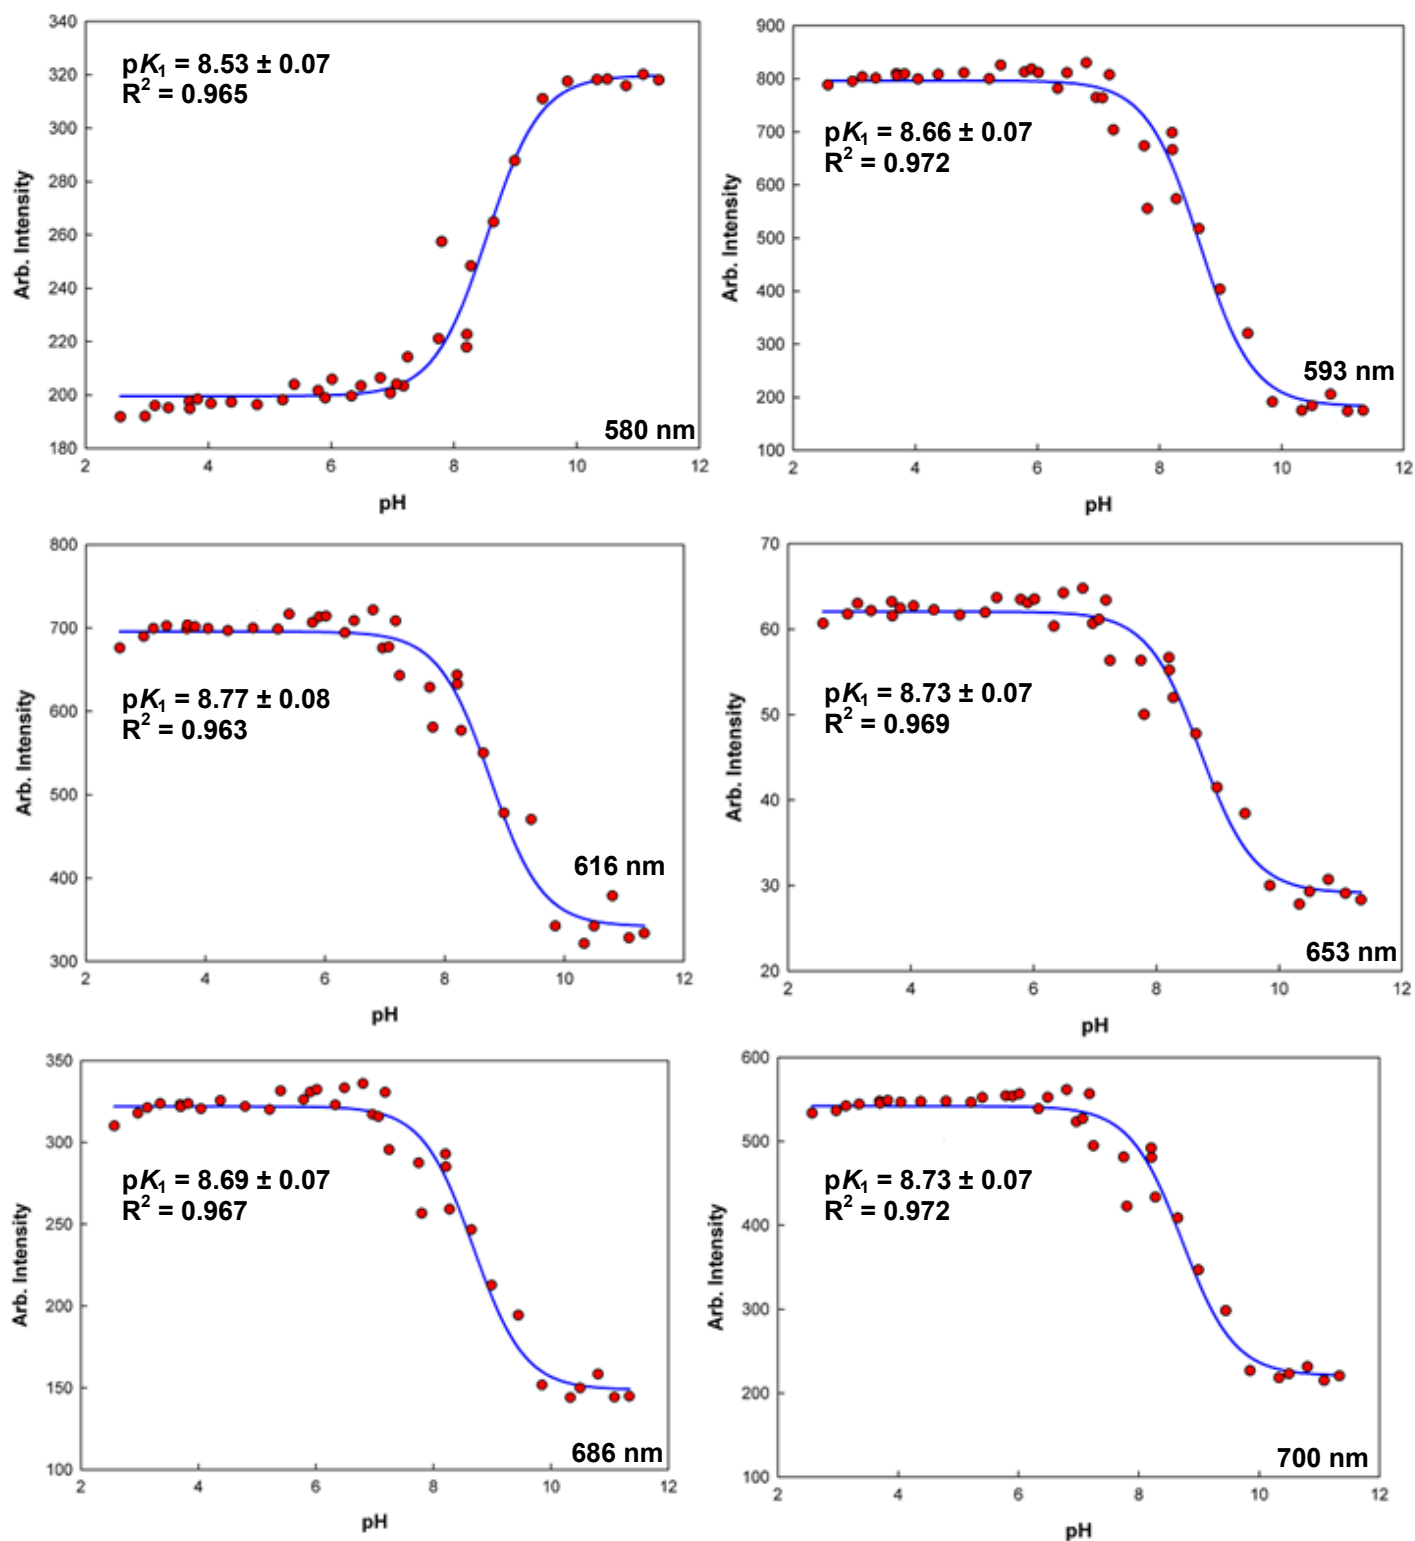 340
320
300
280
260
240
220
200
180
2
4
6
8
10
12
Arb. Intensity
pH
pK₁ = 8.53 ± 0.07
R² = 0.965
580 nm
900
800
700
600
500
400
300
200
100
2
4
6
8
10
12
Arb. Intensity
pH
pK₁ = 8.66 ± 0.07
R² = 0.972
593 nm
800
700
600
500
400
300
2
4
6
8
10
12
Arb. Intensity
pH
pK₁ = 8.77 ± 0.08
R² = 0.963
616 nm
70
60
50
40
30
20
2
4
6
8
10
12
Arb. Intensity
pH
pK₁ = 8.73 ± 0.07
R² = 0.969
653 nm
350
300
250
200
150
100
2
4
6
8
10
12
Arb. Intensity
pH
pK₁ = 8.69 ± 0.07
R² = 0.967
686 nm
600
500
400
300
200
100
2
4
6
8
10
12
Arb. Intensity
pH
pK₁ = 8.73 ± 0.07
R² = 0.972
700 nm